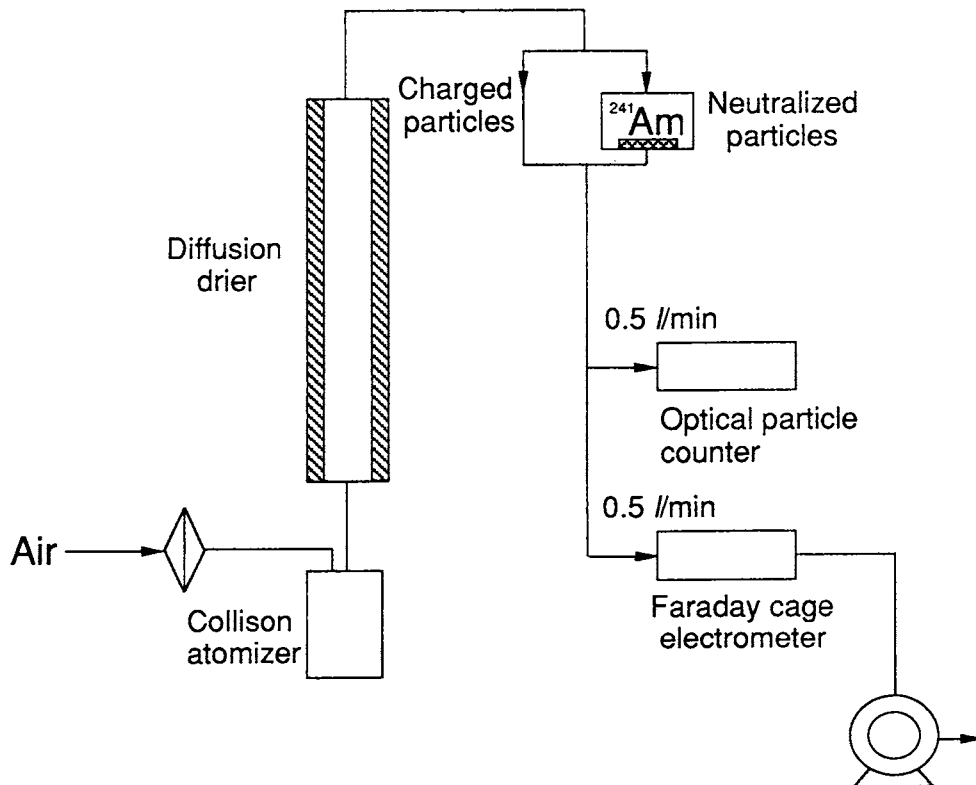 Charged
particles
²⁴¹Am
Neutralized
particles
Diffusion
drier
0.5 l/min
Optical particle
counter
0.5 l/min
Air
Collison
atomizer
Faraday cage
electrometer